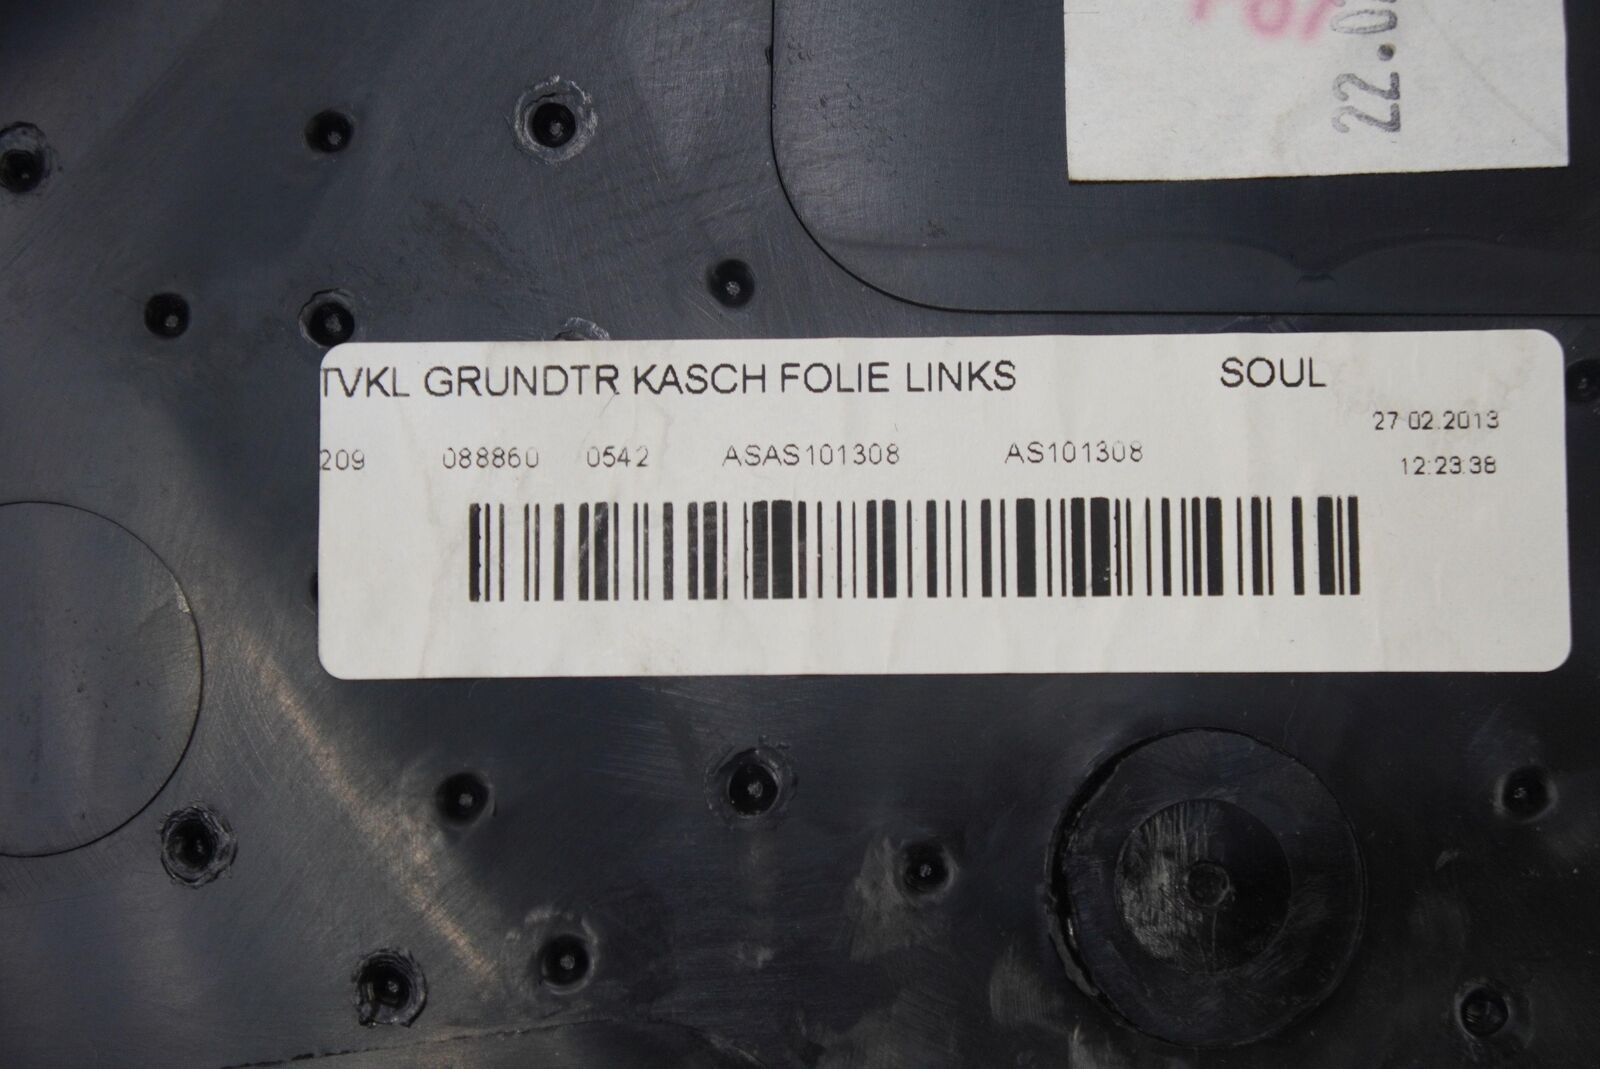 22.0
TVKL GRUNDTR KASCH FOLIE LINKS SOUL
27.02.2013
209 088860 0542 ASAS101308 AS101308
12:23:38